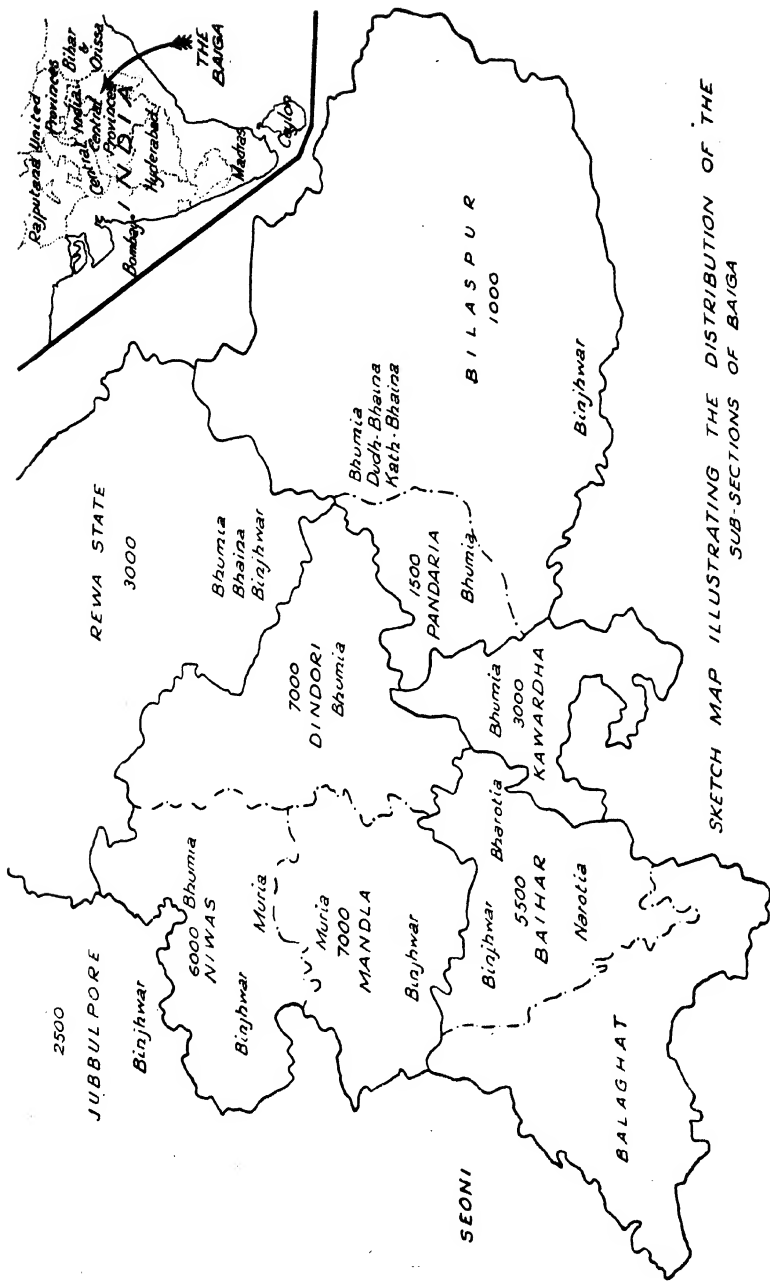 Rajputana
United
Provinces
Central India
Bihar
&
Orissa
Central
Provinces
Bombay
INDIA
Hyderabad
Madras
Ceylon
THE
BAIGA
2500
JUBBULPORE
Binjhwar
REWA STATE
3000
Bhumia
Bhaina
Binjhwar
6000 Bhumia
NIWAS
Binjhwar
Muria
7000
DINDORI
Bhumia
Muria
7000
MANDLA
Binjhwar
Bhumia
Dudh-Bhaina
Kath-Bhaina
BILASPUR
1000
Binjhwar
1500
PANDARIA
Bhumia
Bhumia
3000
KAWARDHA
Binjhwar
Bharotia
5500
BAIHAR
Narotia
SEONI
BALAGHAT
SKETCH MAP ILLUSTRATING THE DISTRIBUTION OF THE
SUB-SECTIONS OF BAIGA